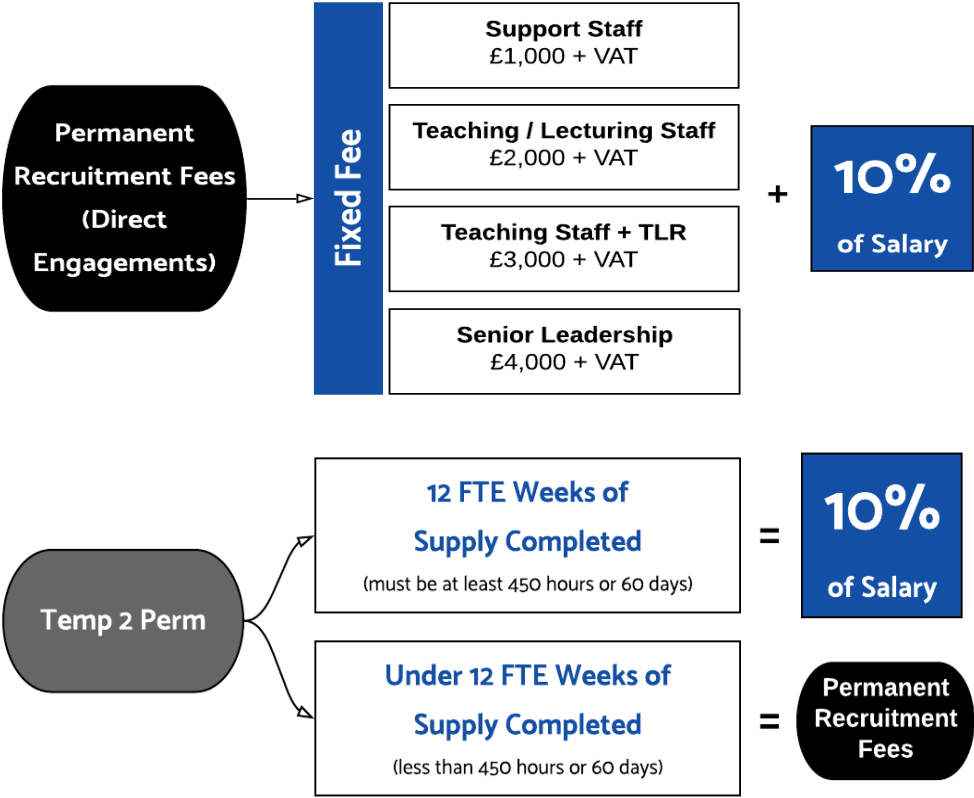 Permanent
Recruitment Fees
(Direct
Engagements)
Fixed Fee
Support Staff
£1,000 + VAT
Teaching / Lecturing Staff
£2,000 + VAT
Teaching Staff + TLR
£3,000 + VAT
Senior Leadership
£4,000 + VAT
+
10%
of Salary
Temp 2 Perm
12 FTE Weeks of
Supply Completed
(must be at least 450 hours or 60 days)
=
10%
of Salary
Under 12 FTE Weeks of
Supply Completed
(less than 450 hours or 60 days)
=
Permanent
Recruitment
Fees